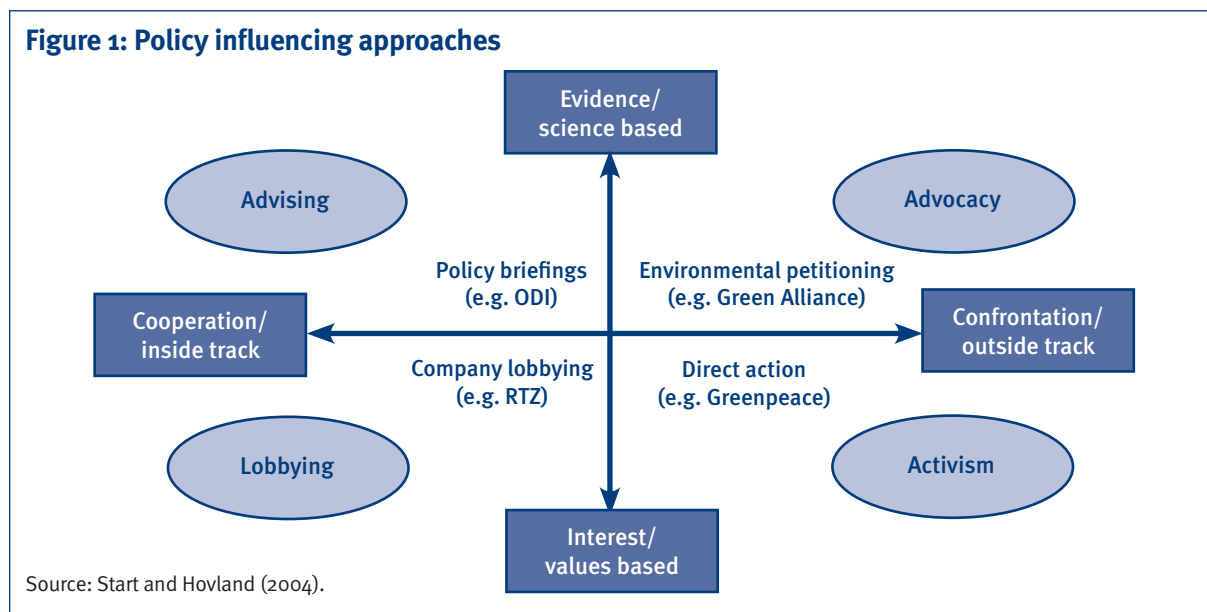 Figure 1: Policy influencing approaches
Evidence/
science based
Advising
Advocacy
Policy briefings
(e.g. ODI)
Environmental petitioning
(e.g. Green Alliance)
Cooperation/
inside track
Confrontation/
outside track
Company lobbying
(e.g. RTZ)
Direct action
(e.g. Greenpeace)
Lobbying
Activism
Interest/
values based
Source: Start and Hovland (2004).